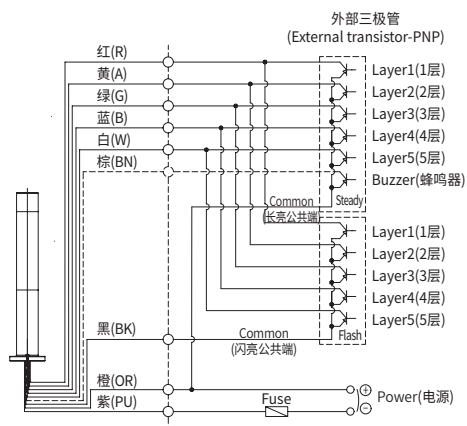 外部三极管
(External transistor-PNP)
红(R)
黄(A)
绿(G)
蓝(B)
白(W)
棕(BN)
Layer1(1层)
Layer2(2层)
Layer3(3层)
Layer4(4层)
Layer5(5层)
Buzzer(蜂鸣器)
Common
(长亮公共端)
Steady
Layer1(1层)
Layer2(2层)
Layer3(3层)
Layer4(4层)
Layer5(5层)
黑(BK)
Common
(闪亮公共端)
Flash
橙(OR)
紫(PU)
Fuse
+
-
Power(电源)